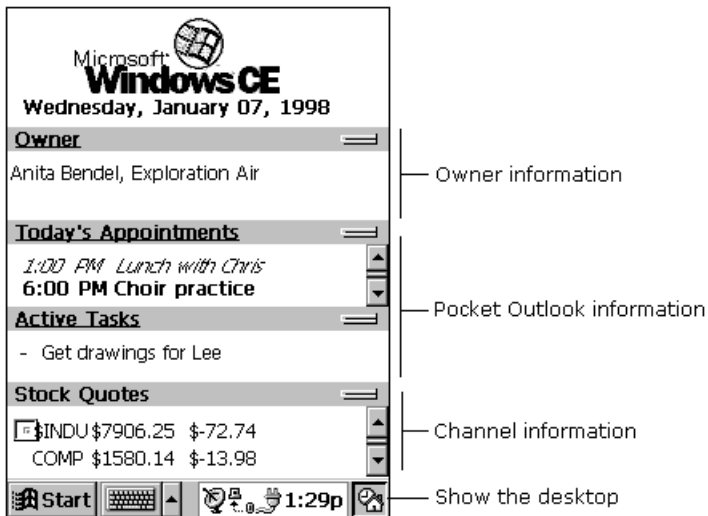 Microsoft
Windows CE
Wednesday, January 07, 1998
Owner
Anita Bendel, Exploration Air
Owner information
Today's Appointments
1:00 PM Lunch with Chris
6:00 PM Choir practice
Pocket Outlook information
Active Tasks
- Get drawings for Lee
Stock Quotes
$INDU $7906.25 $-72.74
Channel information
COMP $1580.14 $-13.98
Start
1:29p
Show the desktop